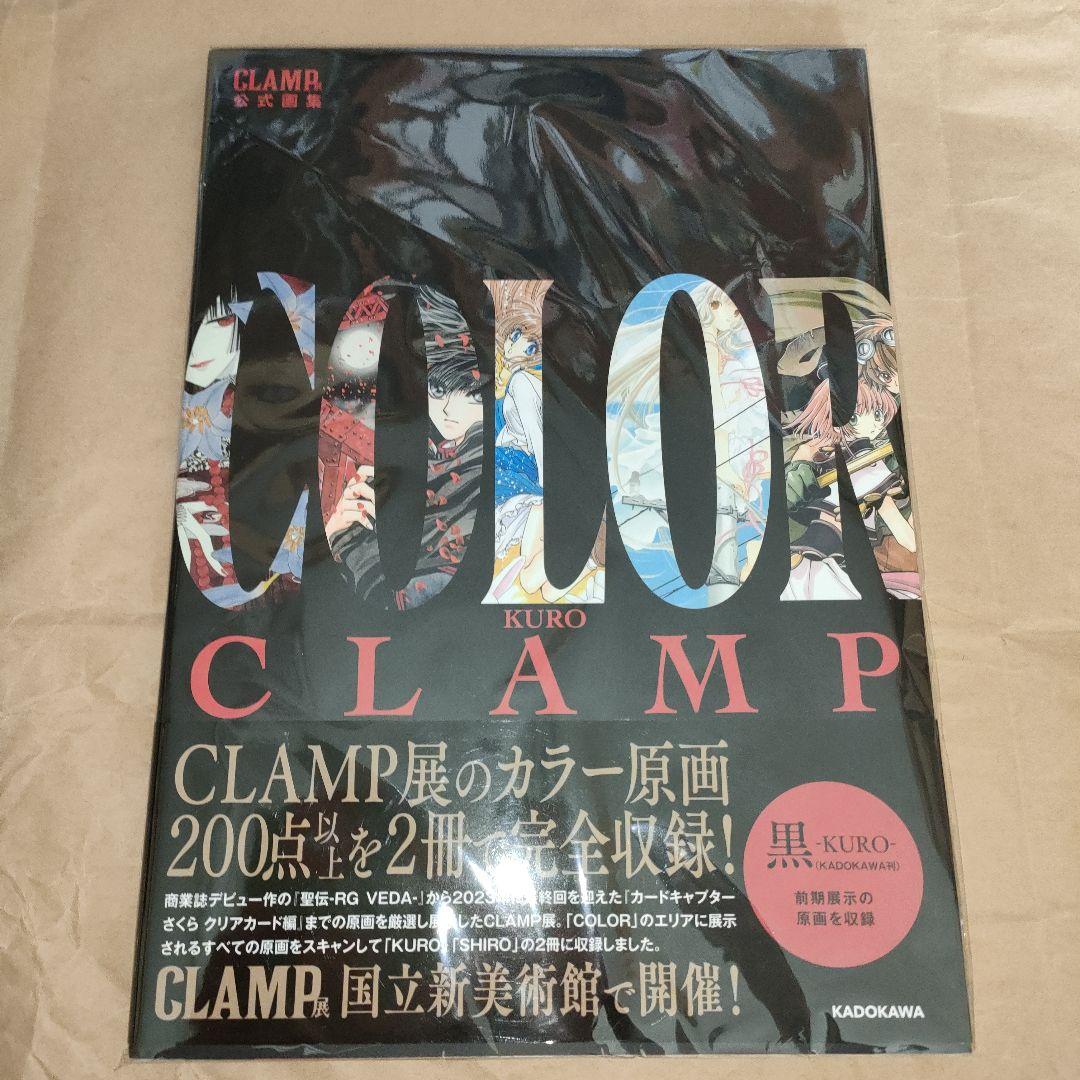 CLAMP展
公式画集
COLOR
KURO
CLAMP
CLAMP展のカラー原画
200点以上を2冊で完全収録!
商業誌デビュー作の『聖伝-RG VEDA-』から2023年に最終回を迎えた『カードキャプター
さくら クリアカード編』までの原画を厳選し展示したCLAMP展。「COLOR」のエリアに展示
されるすべての原画をスキャンして「KURO」「SHIRO」の2冊に収録しました。
CLAMP展 国立新美術館で開催!
黒 -KURO-
(KADOKAWA刊)
前期展示の
原画を収録
KADOKAWA